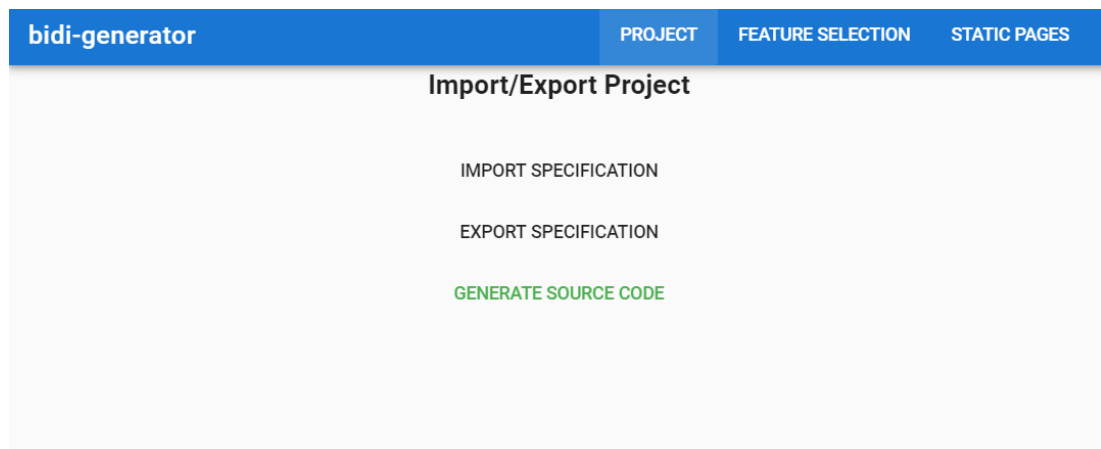 bidi-generator PROJECT FEATURE SELECTION STATIC PAGES
Import/Export Project
IMPORT SPECIFICATION
EXPORT SPECIFICATION
GENERATE SOURCE CODE